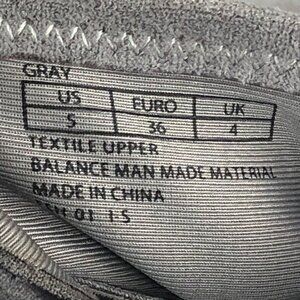 GRAY
US EURO UK
5 36 4
TEXTILE UPPER
BALANCE MAN MADE MATERIAL
MADE IN CHINA